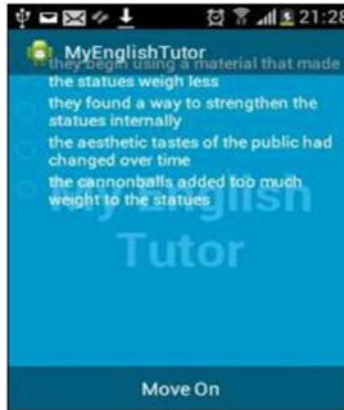 21:28
MyEnglishTutor
they begin using a material that made
the statues weigh less
they found a way to strengthen the
statues internally
the aesthetic tastes of the public had
changed over time
the cannonballs added too much
weight to the statues
My English
Tutor
Move On